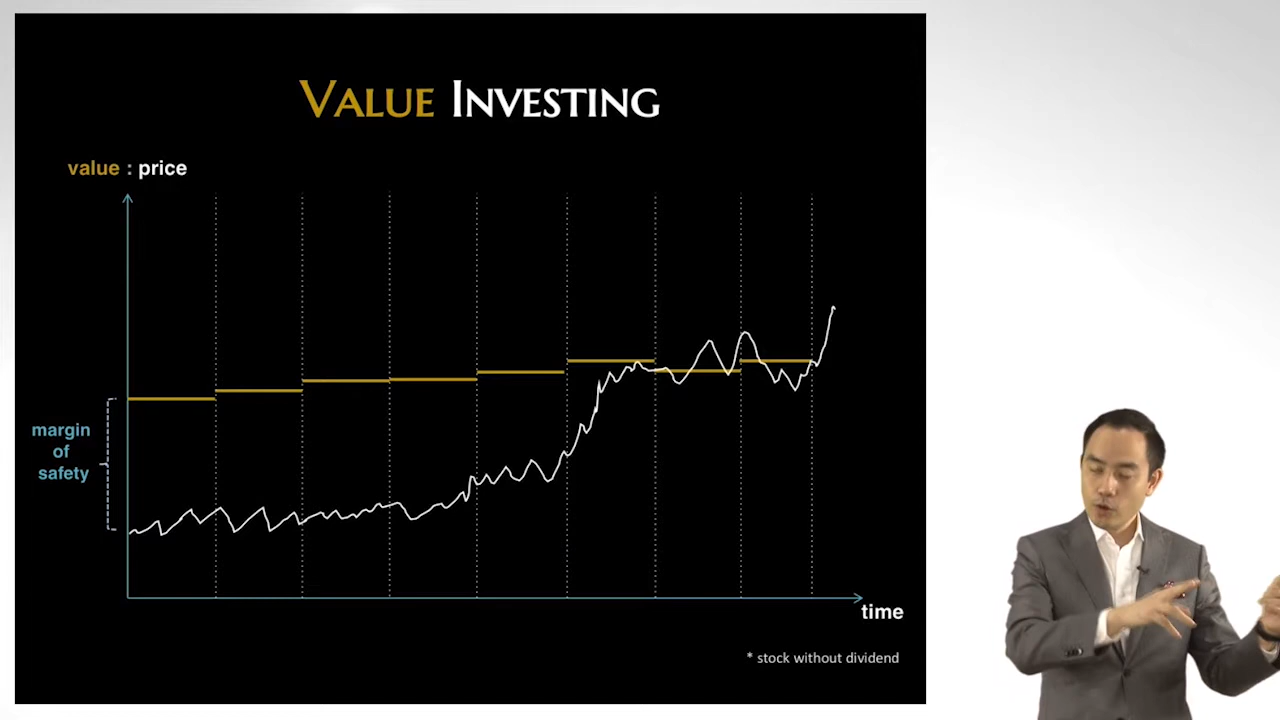 VALUE INVESTING
value : price
margin
of
safety
time
* stock without dividend